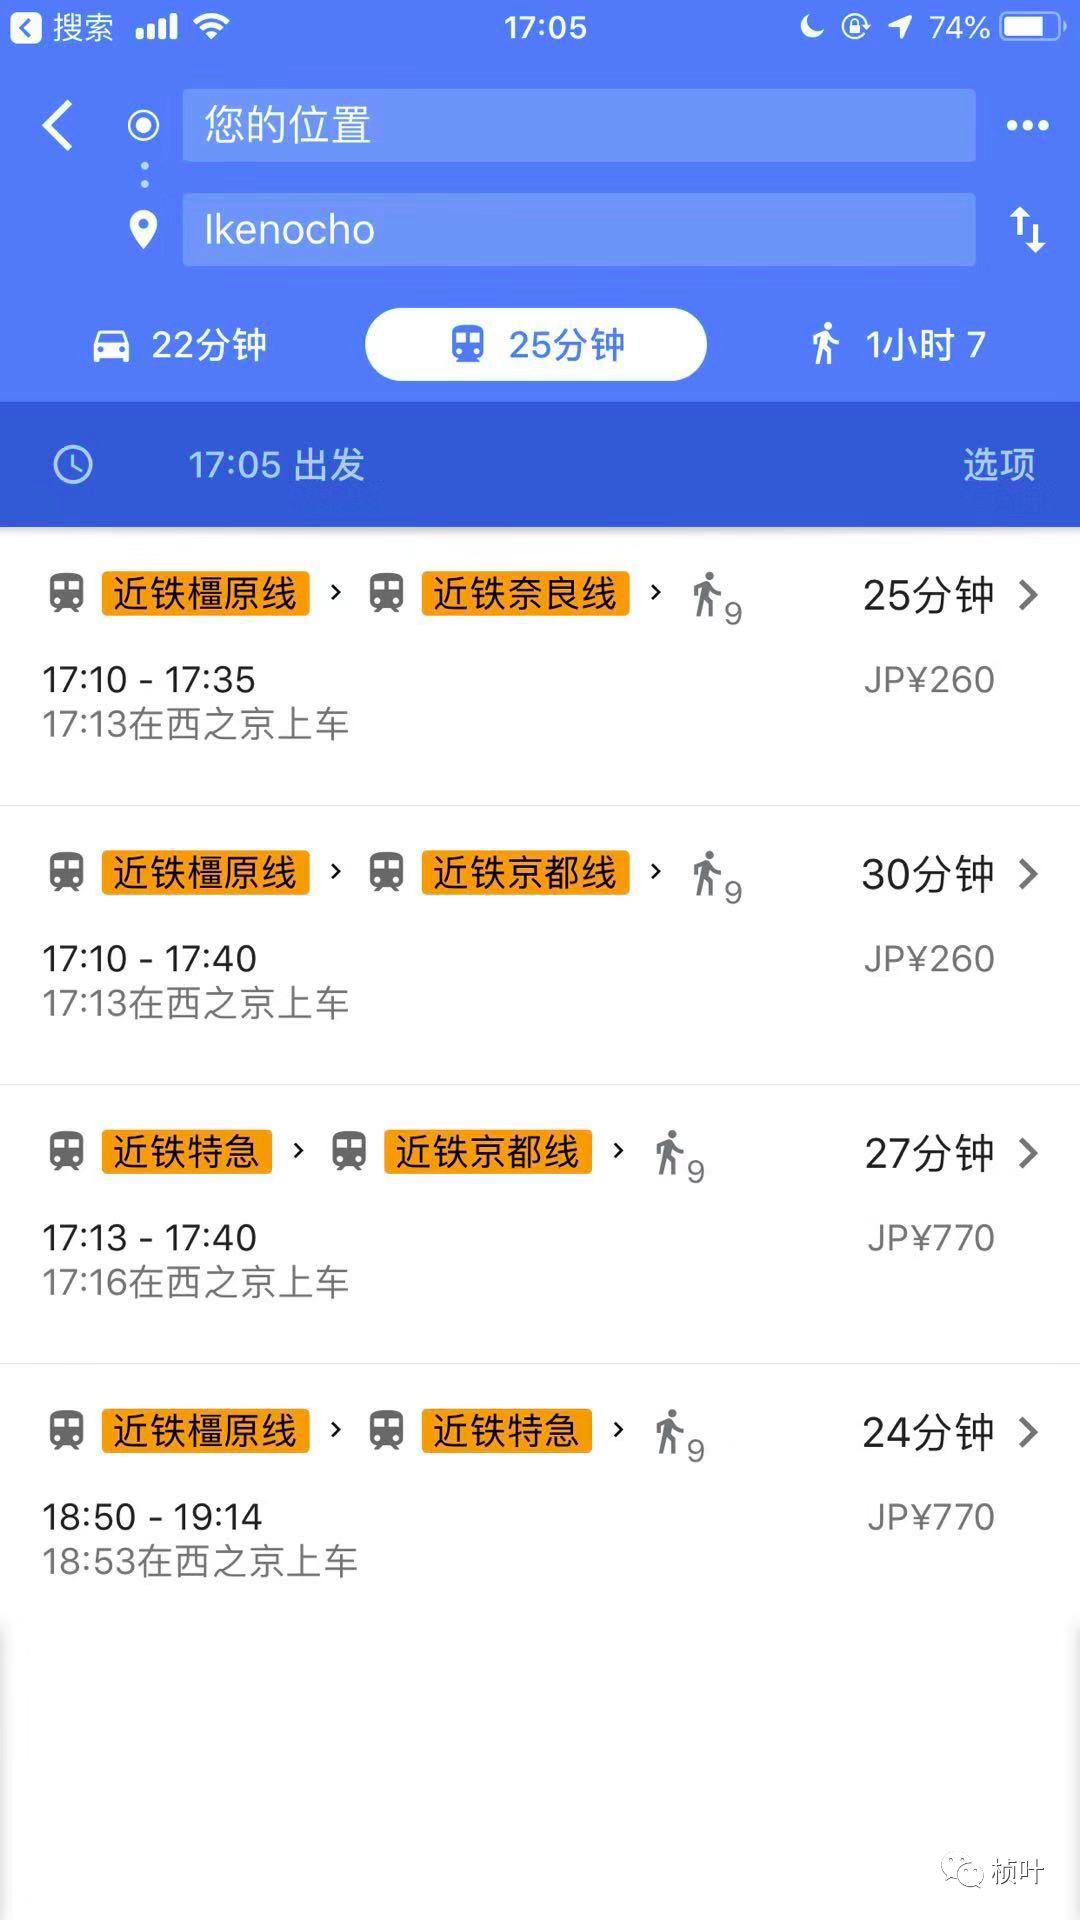 搜索
17:05
74%
您的位置
Ikenocho
22分钟
25分钟
1小时 7
17:05 出发
选项
近铁橿原线
近铁奈良线
9
25分钟
17:10 - 17:35
JP¥260
17:13在西之京上车
近铁橿原线
近铁京都线
9
30分钟
17:10 - 17:40
JP¥260
17:13在西之京上车
近铁特急
近铁京都线
9
27分钟
17:13 - 17:40
JP¥770
17:16在西之京上车
近铁橿原线
近铁特急
9
24分钟
18:50 - 19:14
JP¥770
18:53在西之京上车
桢叶